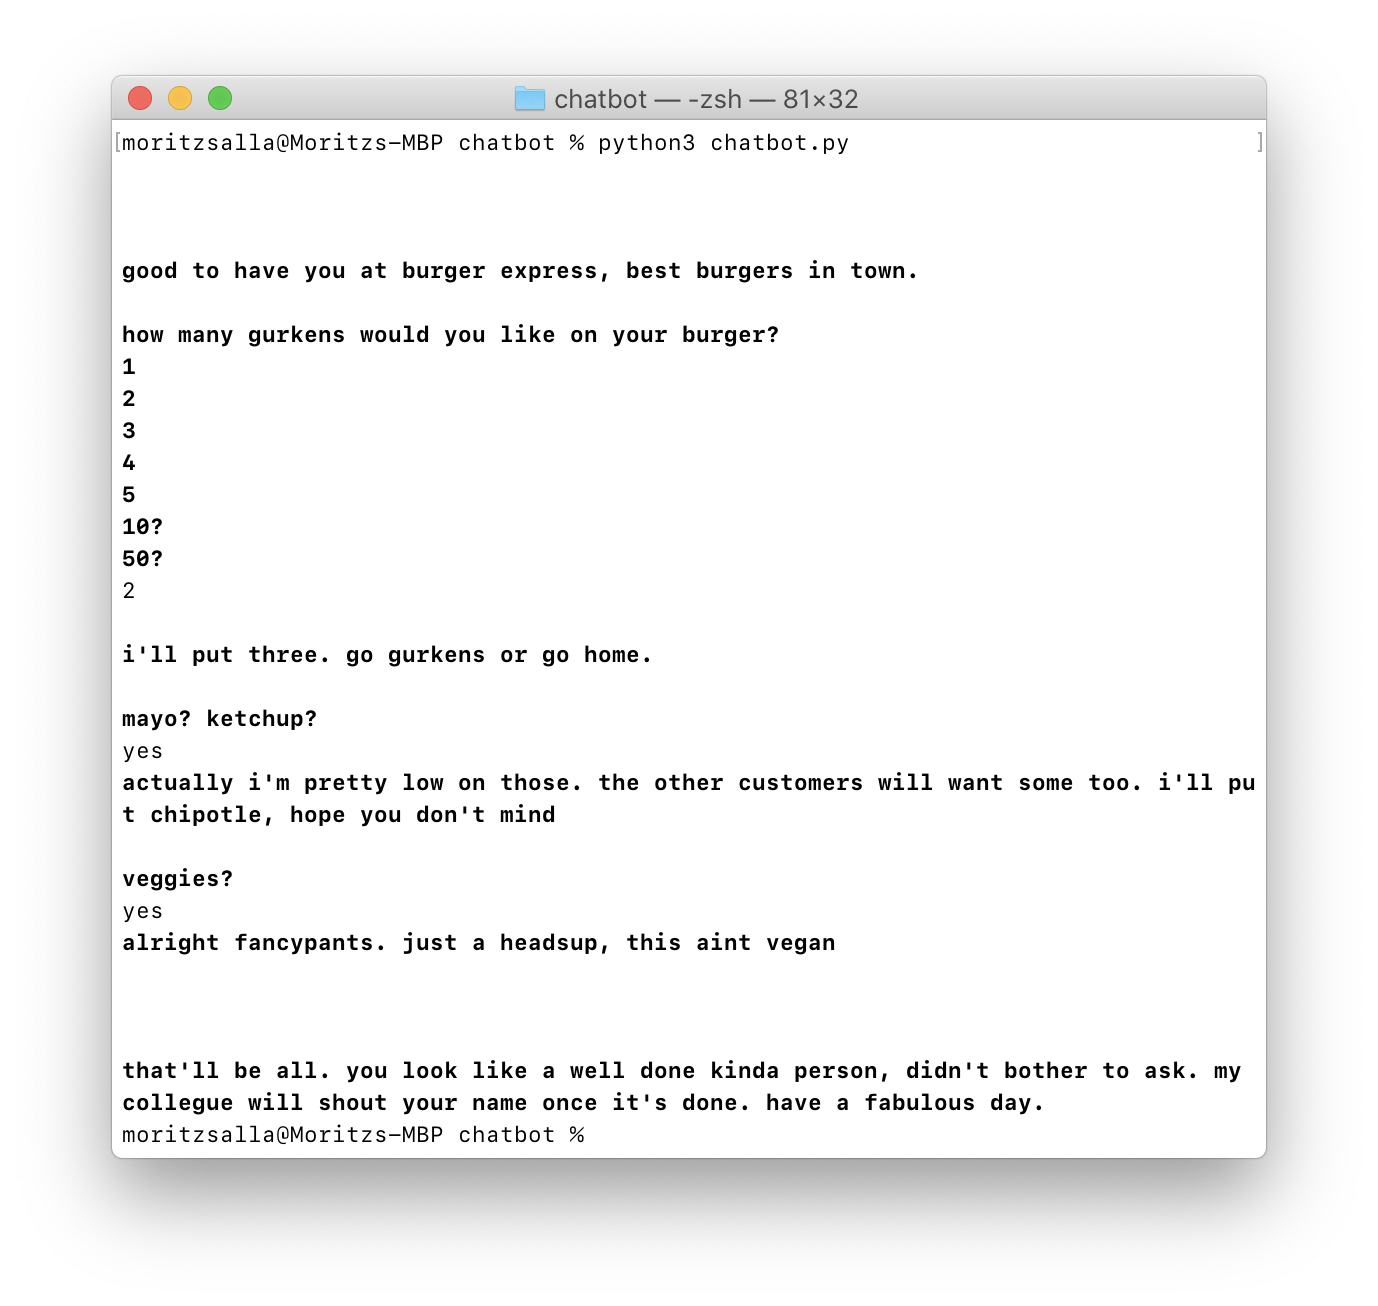 chatbot — -zsh — 81×32
[moritzsalla@Moritzs-MBP chatbot % python3 chatbot.py ]
good to have you at burger express, best burgers in town.
how many gurkens would you like on your burger?
1
2
3
4
5
10?
50?
2
i'll put three. go gurkens or go home.
mayo? ketchup?
yes
actually i'm pretty low on those. the other customers will want some too. i'll pu
t chipotle, hope you don't mind
veggies?
yes
alright fancypants. just a headsup, this aint vegan
that'll be all. you look like a well done kinda person, didn't bother to ask. my
collegue will shout your name once it's done. have a fabulous day.
moritzsalla@Moritzs-MBP chatbot %